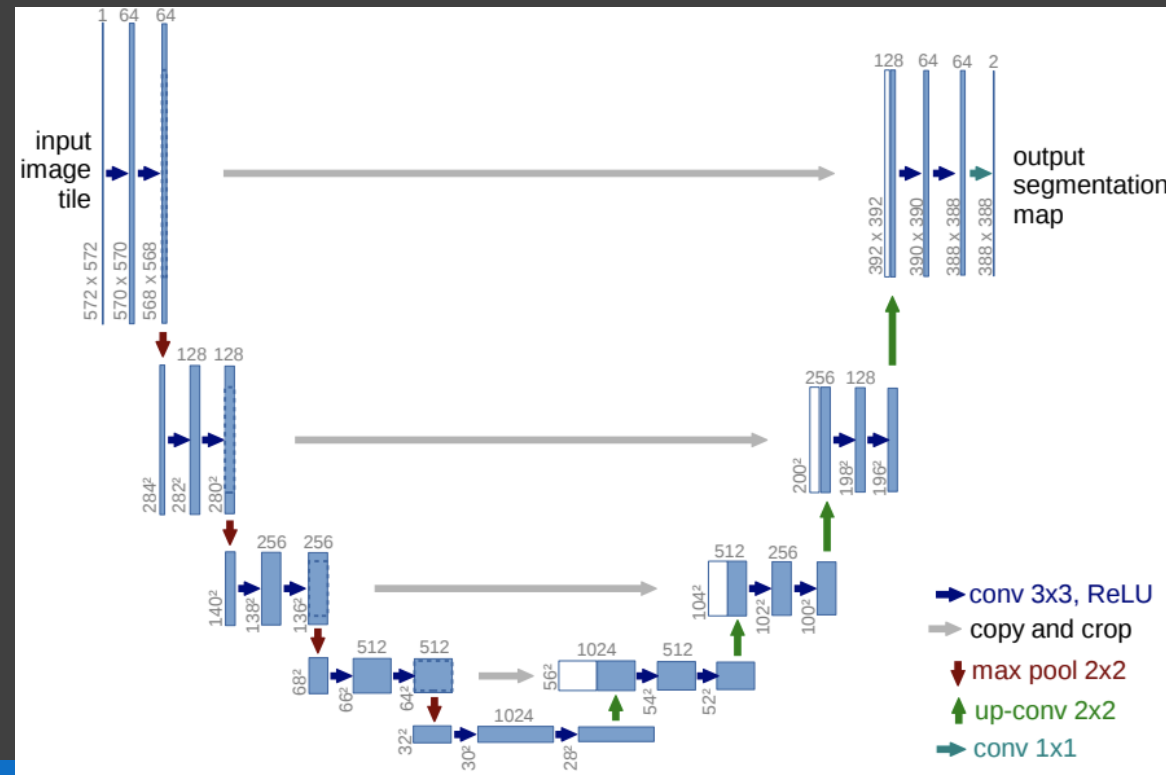 1 64 64
128 64 64 2
input
image
tile
output
segmentation
map
572 x 572
570 x 570
568 x 568
392 x 392
390 x 390
388 x 388
388 x 388
128 128
256 128
284²
282²
280²
200²
198²
196²
256 256
512 256
140²
138²
136²
104²
102²
100²
512 512
1024 512
68²
66²
64²
56²
54²
52²
1024
32²
30²
28²
conv 3x3, ReLU
copy and crop
max pool 2x2
up-conv 2x2
conv 1x1